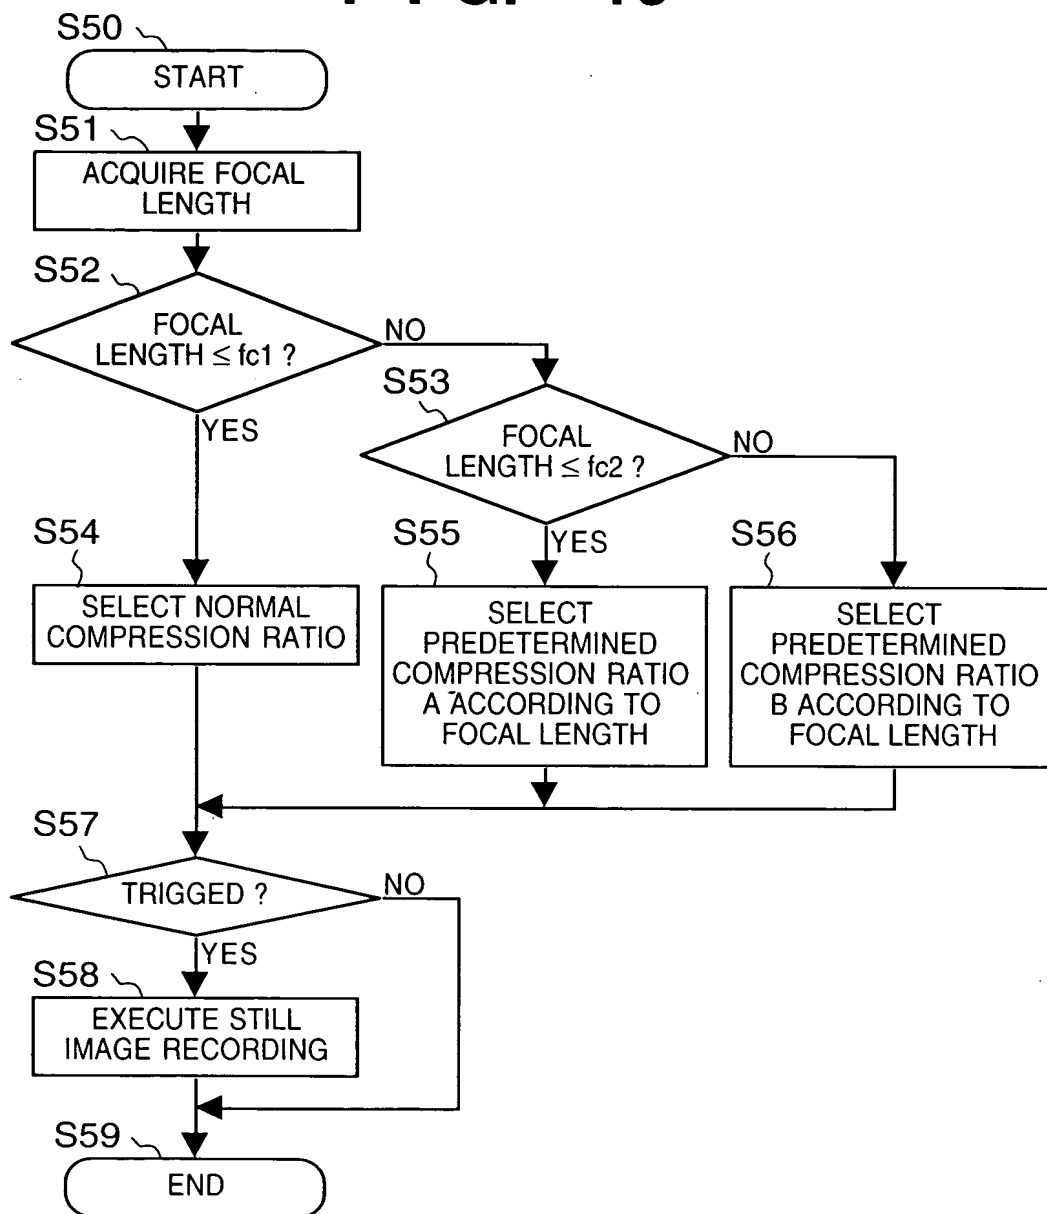 S50
START
S51
ACQUIRE FOCAL
LENGTH
S52
FOCAL
LENGTH ≤ fc1 ?
NO
YES
S53
FOCAL
LENGTH ≤ fc2 ?
NO
YES
S54
SELECT NORMAL
COMPRESSION RATIO
S55
SELECT
PREDETERMINED
COMPRESSION RATIO
A ACCORDING TO
FOCAL LENGTH
S56
SELECT
PREDETERMINED
COMPRESSION RATIO
B ACCORDING TO
FOCAL LENGTH
S57
TRIGGED ?
NO
YES
S58
EXECUTE STILL
IMAGE RECORDING
S59
END